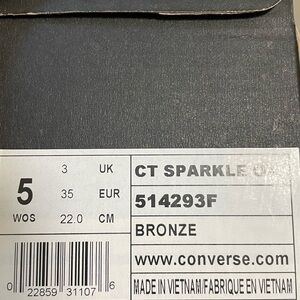 3 UK
5 35 EUR
WOS 22.0 CM
CT SPARKLE
514293F
BRONZE
www.converse.com
MADE IN VIETNAM/FABRIQUE EN VIETNAM
0 22859 31107 6